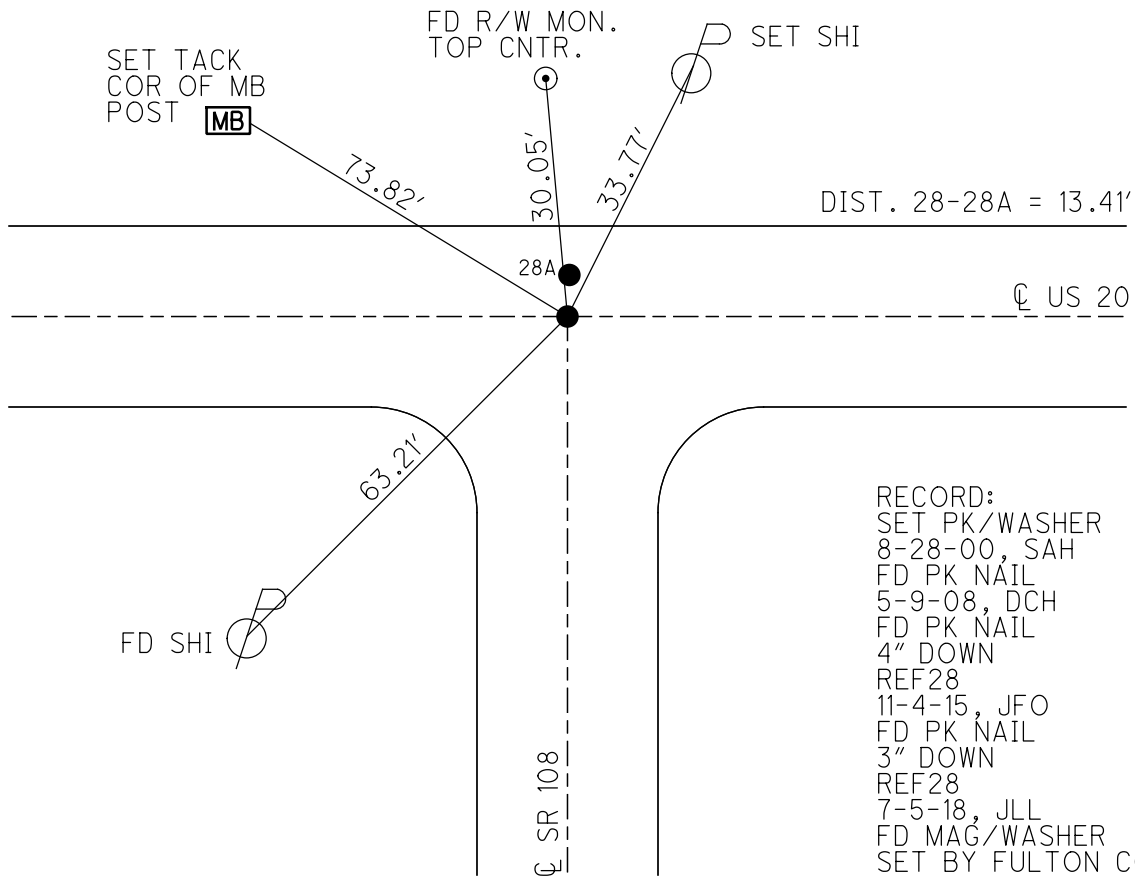 FD R/W MON.
TOP CNTR.
SET SHI
SET TACK
COR OF MB
POST
MB
73.82'
30.05'
33.77'
DIST. 28-28A = 13.41'
28A
℄ US 20
63.21'
FD SHI
℄ SR 108
RECORD:
SET PK/WASHER
8-28-00, SAH
FD PK NAIL
5-9-08, DCH
FD PK NAIL
4" DOWN
REF28
11-4-15, JFO
FD PK NAIL
3" DOWN
REF28
7-5-18, JLL
FD MAG/WASHER
SET BY FULTON